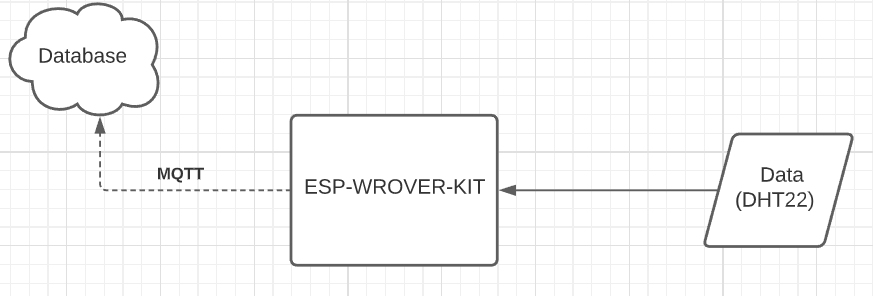 Database
MQTT
ESP-WROVER-KIT
Data
(DHT22)